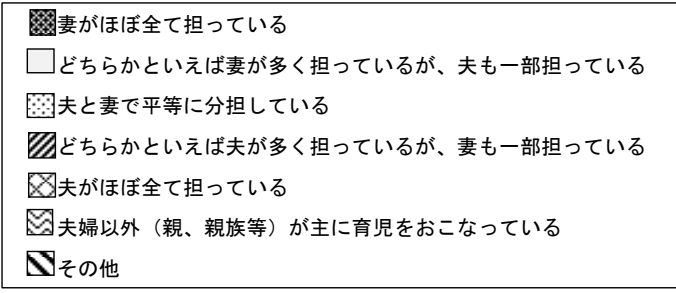 妻がほぼ全て担っている
どちらかといえば妻が多く担っているが、夫も一部担っている
夫と妻で平等に分担している
どちらかといえば夫が多く担っているが、妻も一部担っている
夫がほぼ全て担っている
夫婦以外（親、親族等）が主に育児をおこなっている
その他